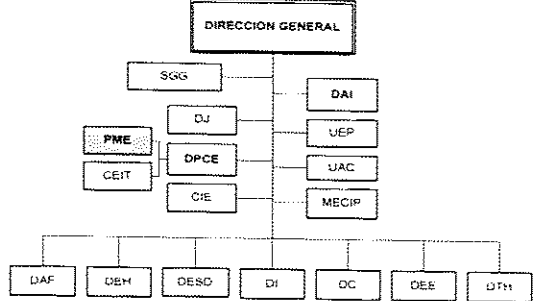 DIRECCION GENERAL
SGG
DAI
DJ
UEP
PME
DPCE
UAC
CEIT
CIE
MECIP
DAF
DEH
DESD
DI
DC
DEE
DTH